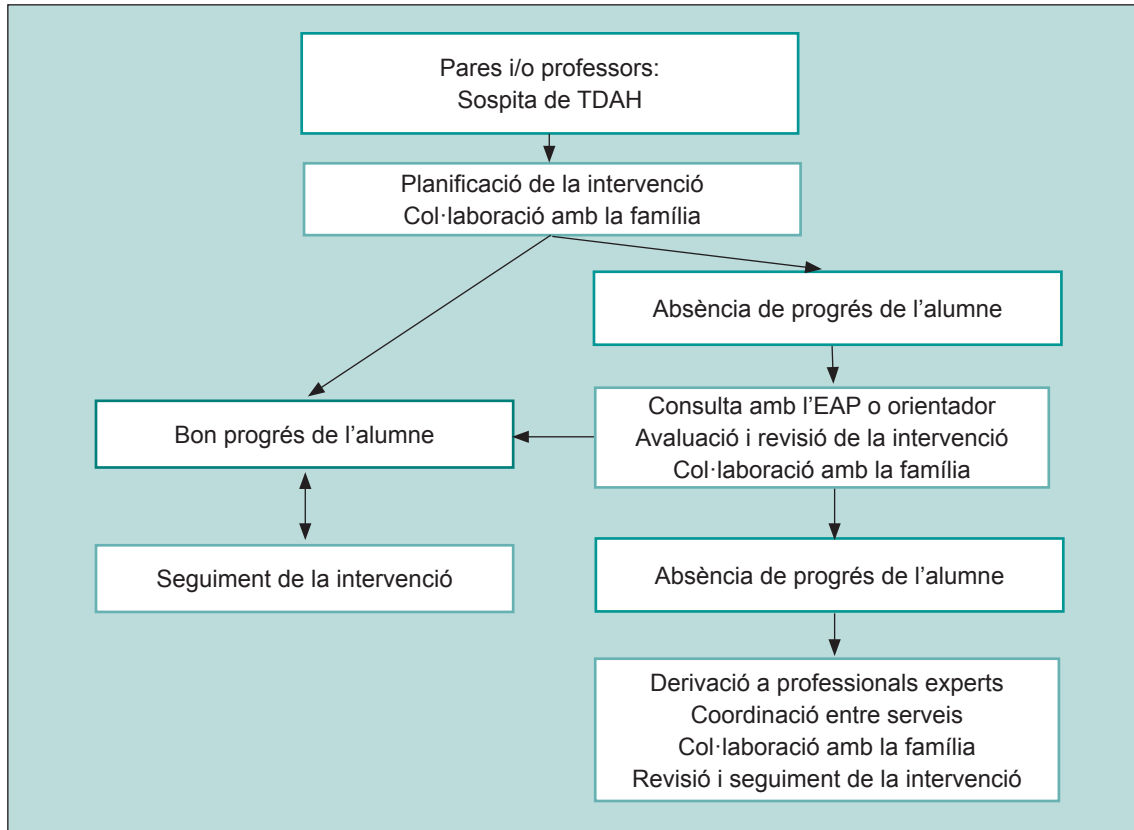 Pares i/o professors:
Sospita de TDAH
Planificació de la intervenció
Col·laboració amb la família
Absència de progrés de l’alumne
Bon progrés de l’alumne
Consulta amb l’EAP o orientador
Avaluació i revisió de la intervenció
Col·laboració amb la família
Seguiment de la intervenció
Absència de progrés de l’alumne
Derivació a professionals experts
Coordinació entre serveis
Col·laboració amb la família
Revisió i seguiment de la intervenció